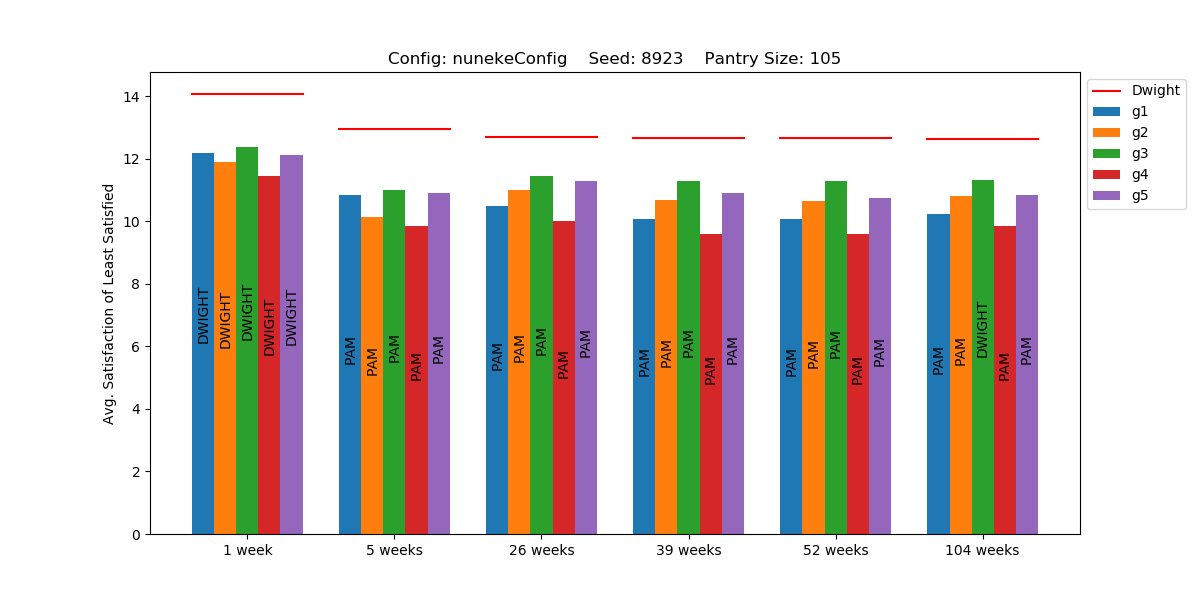 Config: nunekeConfig    Seed: 8923    Pantry Size: 105
Avg. Satisfaction of Least Satisfied
14
12
10
8
6
4
2
0
DWIGHT DWIGHT DWIGHT DWIGHT DWIGHT
PAM PAM PAM PAM PAM
PAM PAM PAM PAM PAM
PAM PAM PAM PAM PAM
PAM PAM PAM PAM PAM
PAM PAM DWIGHT PAM PAM
1 week 5 weeks 26 weeks 39 weeks 52 weeks 104 weeks
Dwight
g1
g2
g3
g4
g5